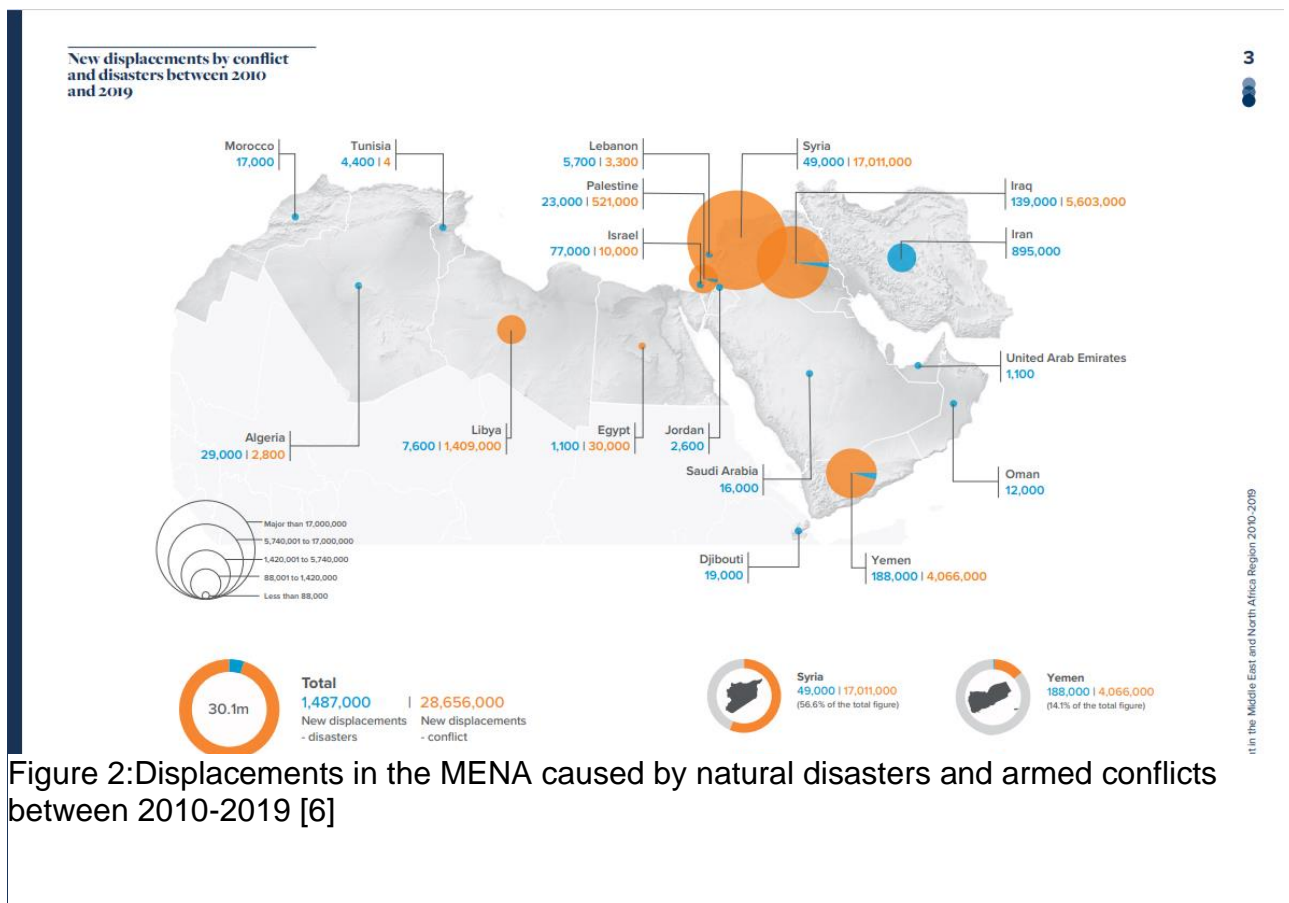 New displacements by conflict
and disasters between 2010
and 2019
3
Morocco
17,000
Tunisia
4,400 | 4
Lebanon
5,700 | 3,300
Syria
49,000 | 17,011,000
Palestine
23,000 | 521,000
Iraq
139,000 | 5,603,000
Israel
77,000 | 10,000
Iran
895,000
United Arab Emirates
1,100
Algeria
29,000 | 2,800
Libya
7,600 | 1,409,000
Egypt
1,100 | 30,000
Jordan
2,600
Saudi Arabia
16,000
Oman
12,000
Djibouti
19,000
Yemen
188,000 | 4,066,000
Major than 17,000,000
5,740,001 to 17,000,000
1,420,001 to 5,740,000
88,001 to 1,420,000
Less than 88,000
30.1m
Total
1,487,000 | 28,656,000
New displacements New displacements
- disasters - conflict
Syria
49,000 | 17,011,000
(56.6% of the total figure)
Yemen
188,000 | 4,066,000
(14.1% of the total figure)
t in the Middle East and North Africa Region 2010-2019
Figure 2:Displacements in the MENA caused by natural disasters and armed conflicts
between 2010-2019 [6]